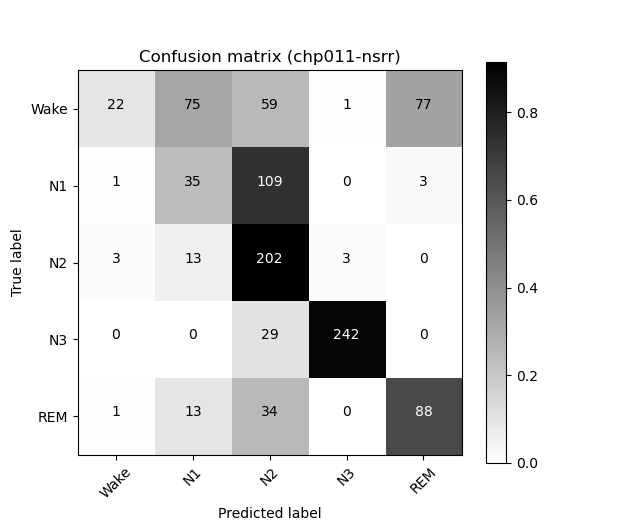 Confusion matrix (chp011-nsrr)
Wake 22 75 59 1 77
N1 1 35 109 0 3
N2 3 13 202 3 0
N3 0 0 29 242 0
REM 1 13 34 0 88
Wake N1 N2 N3 REM
Predicted label
True label
0.8
0.6
0.4
0.2
0.0